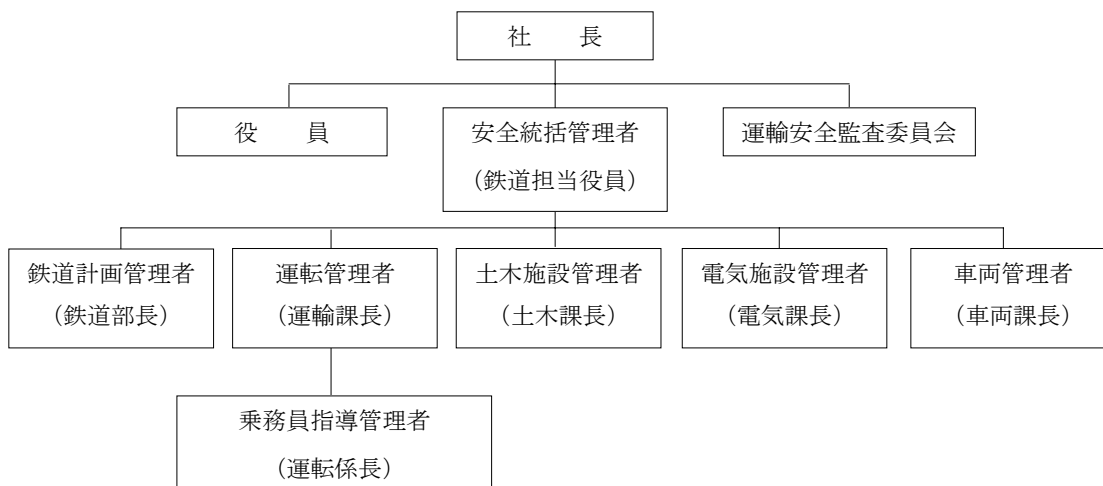 社　　長
役　　員
安全統括管理者
（鉄道担当役員）
運輸安全監査委員会
鉄道計画管理者
（鉄道部長）
運転管理者
（運輸課長）
土木施設管理者
（土木課長）
電気施設管理者
（電気課長）
車両管理者
（車両課長）
乗務員指導管理者
（運転係長）